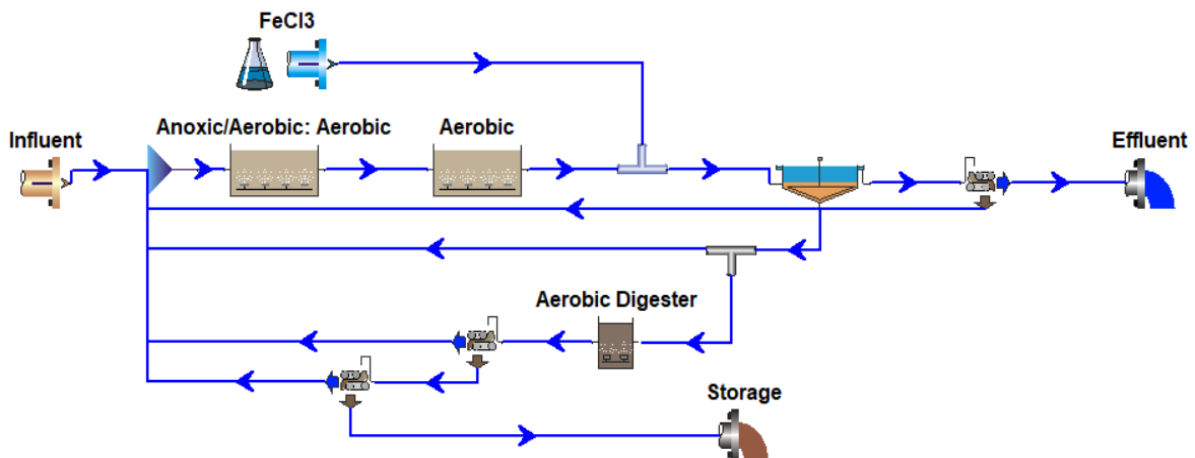 FeCl3
Influent
Anoxic/Aerobic: Aerobic
Aerobic
Effluent
Aerobic Digester
Storage